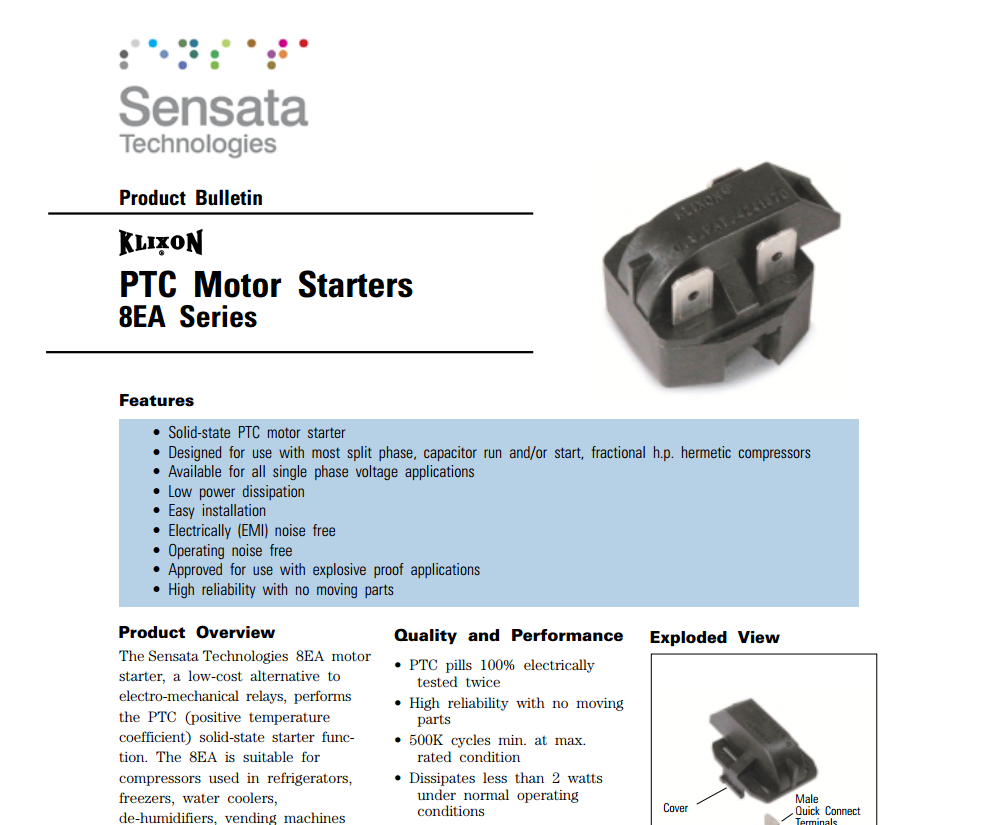 Sensata
Technologies
Product Bulletin
KLIXON
®
PTC Motor Starters
8EA Series
KLIXON®
Features
• Solid-state PTC motor starter
• Designed for use with most split phase, capacitor run and/or start, fractional h.p. hermetic compressors
• Available for all single phase voltage applications
• Low power dissipation
• Easy installation
• Electrically (EMI) noise free
• Operating noise free
• Approved for use with explosive proof applications
• High reliability with no moving parts
Product Overview
The Sensata Technologies 8EA motor
starter, a low-cost alternative to
electro-mechanical relays, performs
the PTC (positive temperature
coefficient) solid-state starter func-
tion. The 8EA is suitable for
compressors used in refrigerators,
freezers, water coolers,
de-humidifiers, vending machines
Quality and Performance
• PTC pills 100% electrically
tested twice
• High reliability with no moving
parts
• 500K cycles min. at max.
rated condition
• Dissipates less than 2 watts
under normal operating
conditions
Exploded View
Cover
Male
Quick Connect
Terminals